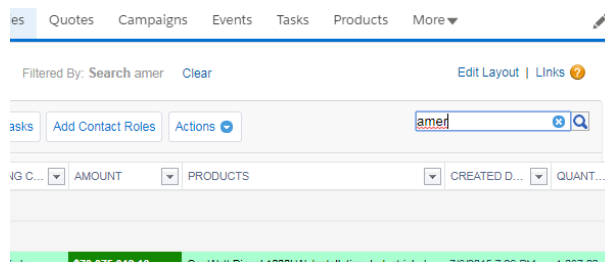 es Quotes Campaigns Events Tasks Products More
Filtered By: Search amer Clear Edit Layout | LInks ?
asks Add Contact Roles Actions amer
NG C... AMOUNT PRODUCTS CREATED D... QUANT...